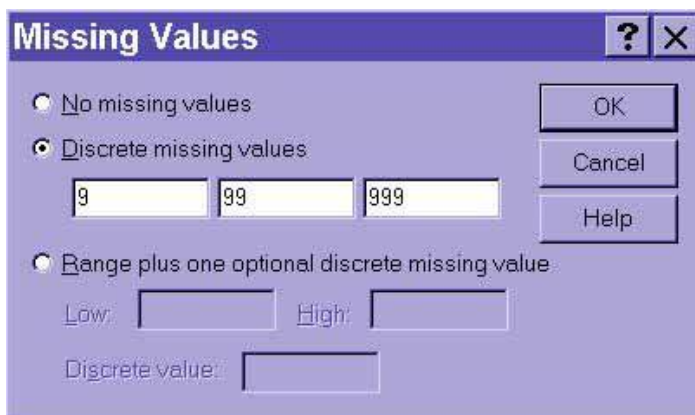 Missing Values
No missing values
OK
Discrete missing values
Cancel
9 99 999
Help
Range plus one optional discrete missing value
Low: High:
Discrete value: